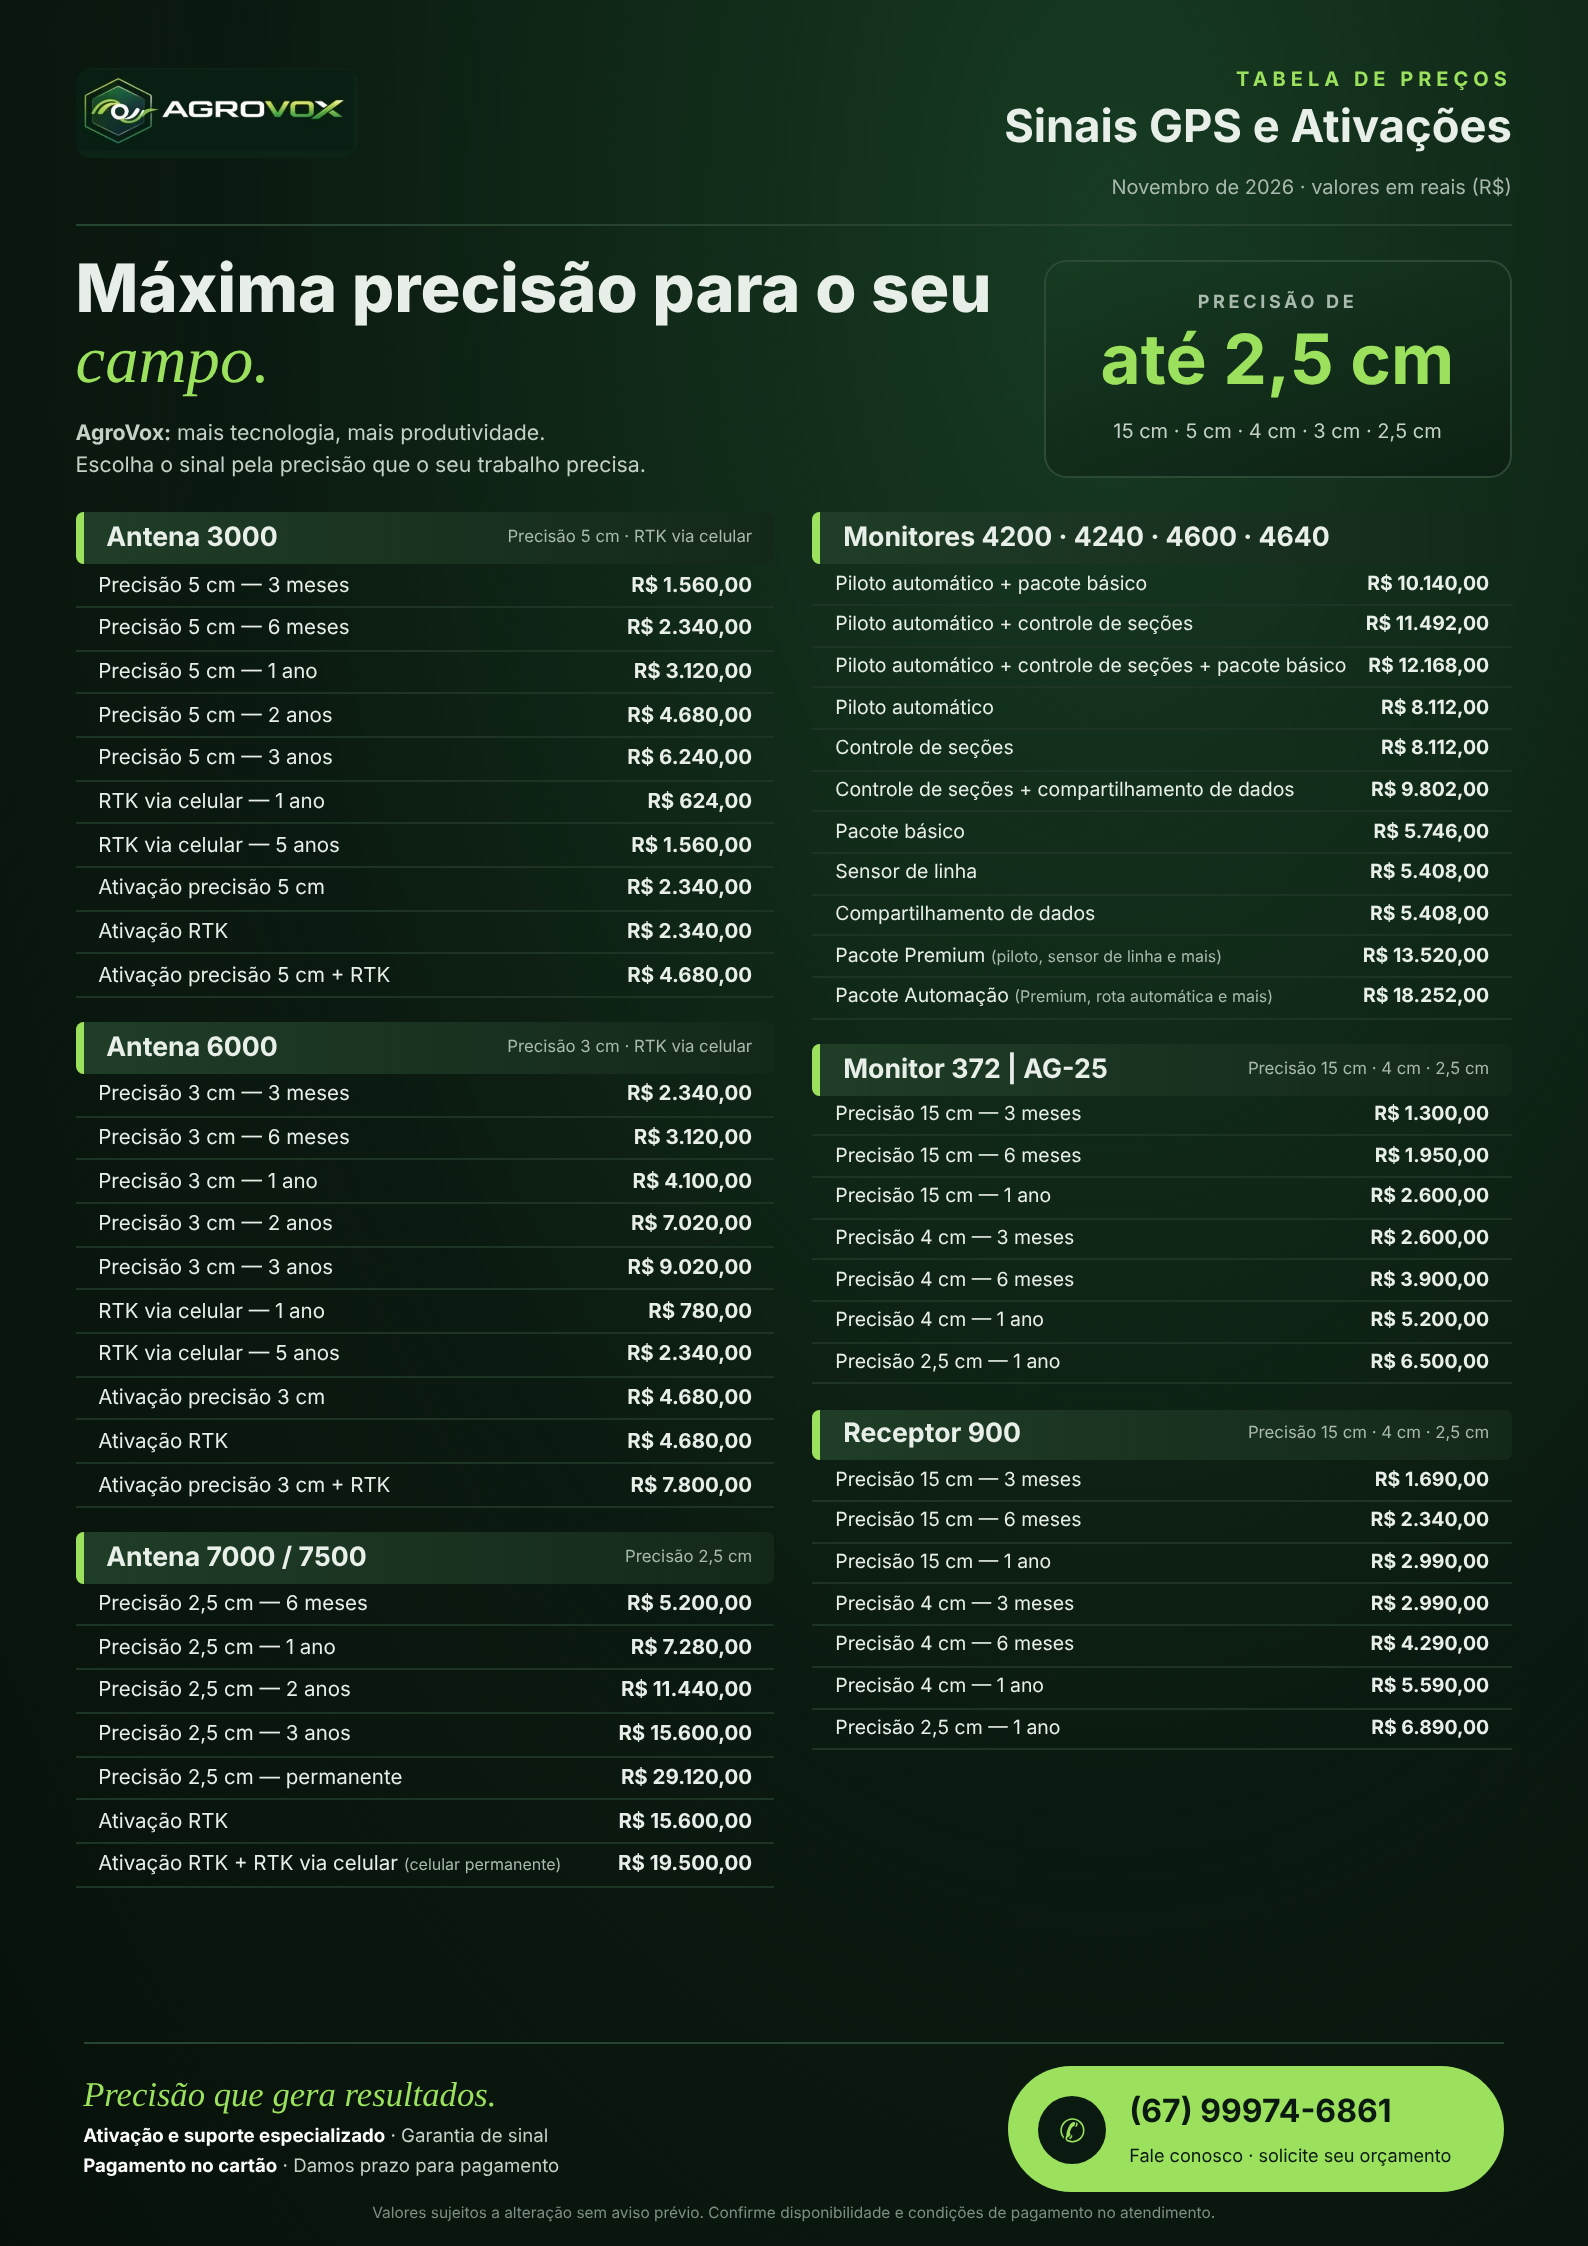 AGROVOX
TABELA DE PREÇOS
Sinais GPS e Ativações
Novembro de 2026 · valores em reais (R$)
Máxima precisão para o seu
campo.
AgroVox: mais tecnologia, mais produtividade.
Escolha o sinal pela precisão que o seu trabalho precisa.
PRECISÃO DE
até 2,5 cm
15 cm · 5 cm · 4 cm · 3 cm · 2,5 cm
Antena 3000 Precisão 5 cm · RTK via celular
Precisão 5 cm — 3 meses R$ 1.560,00
Precisão 5 cm — 6 meses R$ 2.340,00
Precisão 5 cm — 1 ano R$ 3.120,00
Precisão 5 cm — 2 anos R$ 4.680,00
Precisão 5 cm — 3 anos R$ 6.240,00
RTK via celular — 1 ano R$ 624,00
RTK via celular — 5 anos R$ 1.560,00
Ativação precisão 5 cm R$ 2.340,00
Ativação RTK R$ 2.340,00
Ativação precisão 5 cm + RTK R$ 4.680,00
Antena 6000 Precisão 3 cm · RTK via celular
Precisão 3 cm — 3 meses R$ 2.340,00
Precisão 3 cm — 6 meses R$ 3.120,00
Precisão 3 cm — 1 ano R$ 4.100,00
Precisão 3 cm — 2 anos R$ 7.020,00
Precisão 3 cm — 3 anos R$ 9.020,00
RTK via celular — 1 ano R$ 780,00
RTK via celular — 5 anos R$ 2.340,00
Ativação precisão 3 cm R$ 4.680,00
Ativação RTK R$ 4.680,00
Ativação precisão 3 cm + RTK R$ 7.800,00
Antena 7000 / 7500 Precisão 2,5 cm
Precisão 2,5 cm — 6 meses R$ 5.200,00
Precisão 2,5 cm — 1 ano R$ 7.280,00
Precisão 2,5 cm — 2 anos R$ 11.440,00
Precisão 2,5 cm — 3 anos R$ 15.600,00
Precisão 2,5 cm — permanente R$ 29.120,00
Ativação RTK R$ 15.600,00
Ativação RTK + RTK via celular (celular permanente) R$ 19.500,00
Monitores 4200 · 4240 · 4600 · 4640
Piloto automático + pacote básico R$ 10.140,00
Piloto automático + controle de seções R$ 11.492,00
Piloto automático + controle de seções + pacote básico R$ 12.168,00
Piloto automático R$ 8.112,00
Controle de seções R$ 8.112,00
Controle de seções + compartilhamento de dados R$ 9.802,00
Pacote básico R$ 5.746,00
Sensor de linha R$ 5.408,00
Compartilhamento de dados R$ 5.408,00
Pacote Premium (piloto, sensor de linha e mais) R$ 13.520,00
Pacote Automação (Premium, rota automática e mais) R$ 18.252,00
Monitor 372 | AG-25 Precisão 15 cm · 4 cm · 2,5 cm
Precisão 15 cm — 3 meses R$ 1.300,00
Precisão 15 cm — 6 meses R$ 1.950,00
Precisão 15 cm — 1 ano R$ 2.600,00
Precisão 4 cm — 3 meses R$ 2.600,00
Precisão 4 cm — 6 meses R$ 3.900,00
Precisão 4 cm — 1 ano R$ 5.200,00
Precisão 2,5 cm — 1 ano R$ 6.500,00
Receptor 900 Precisão 15 cm · 4 cm · 2,5 cm
Precisão 15 cm — 3 meses R$ 1.690,00
Precisão 15 cm — 6 meses R$ 2.340,00
Precisão 15 cm — 1 ano R$ 2.990,00
Precisão 4 cm — 3 meses R$ 2.990,00
Precisão 4 cm — 6 meses R$ 4.290,00
Precisão 4 cm — 1 ano R$ 5.590,00
Precisão 2,5 cm — 1 ano R$ 6.890,00
Precisão que gera resultados.
Ativação e suporte especializado · Garantia de sinal
Pagamento no cartão · Damos prazo para pagamento
(67) 99974-6861
Fale conosco · solicite seu orçamento
Valores sujeitos a alteração sem aviso prévio. Confirme disponibilidade e condições de pagamento no atendimento.